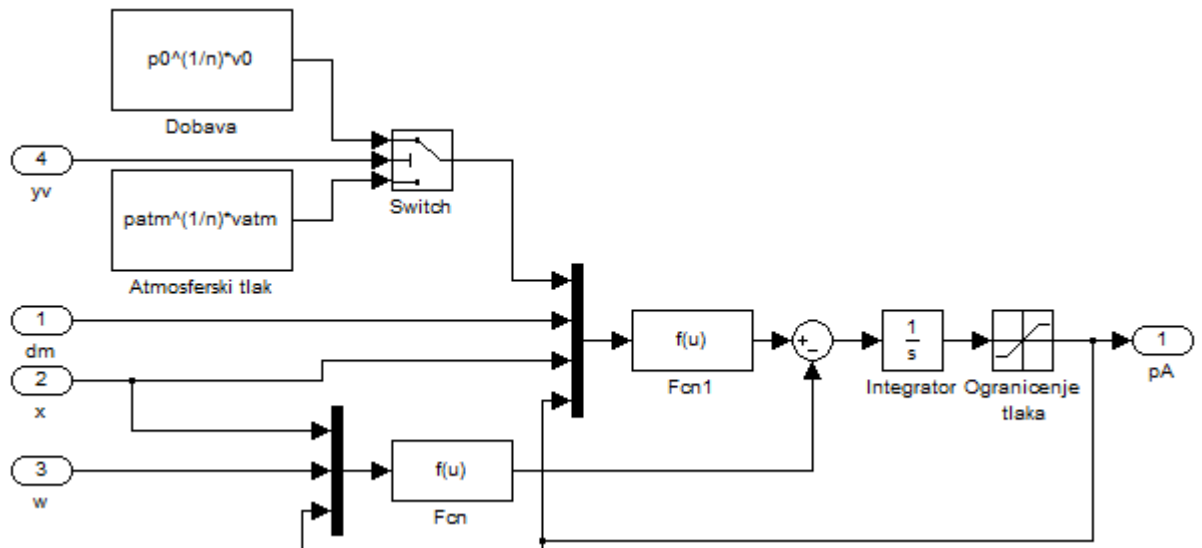 p0^(1/n)*v0
Dobava
4
yv
Switch
patm^(1/n)*vatm
Atmosferski tlak
1
dm
2
x
3
w
f(u)
Fcn
f(u)
Fcn1
+
−
1
s
Integrator
Ogranicenje
tlaka
1
pA